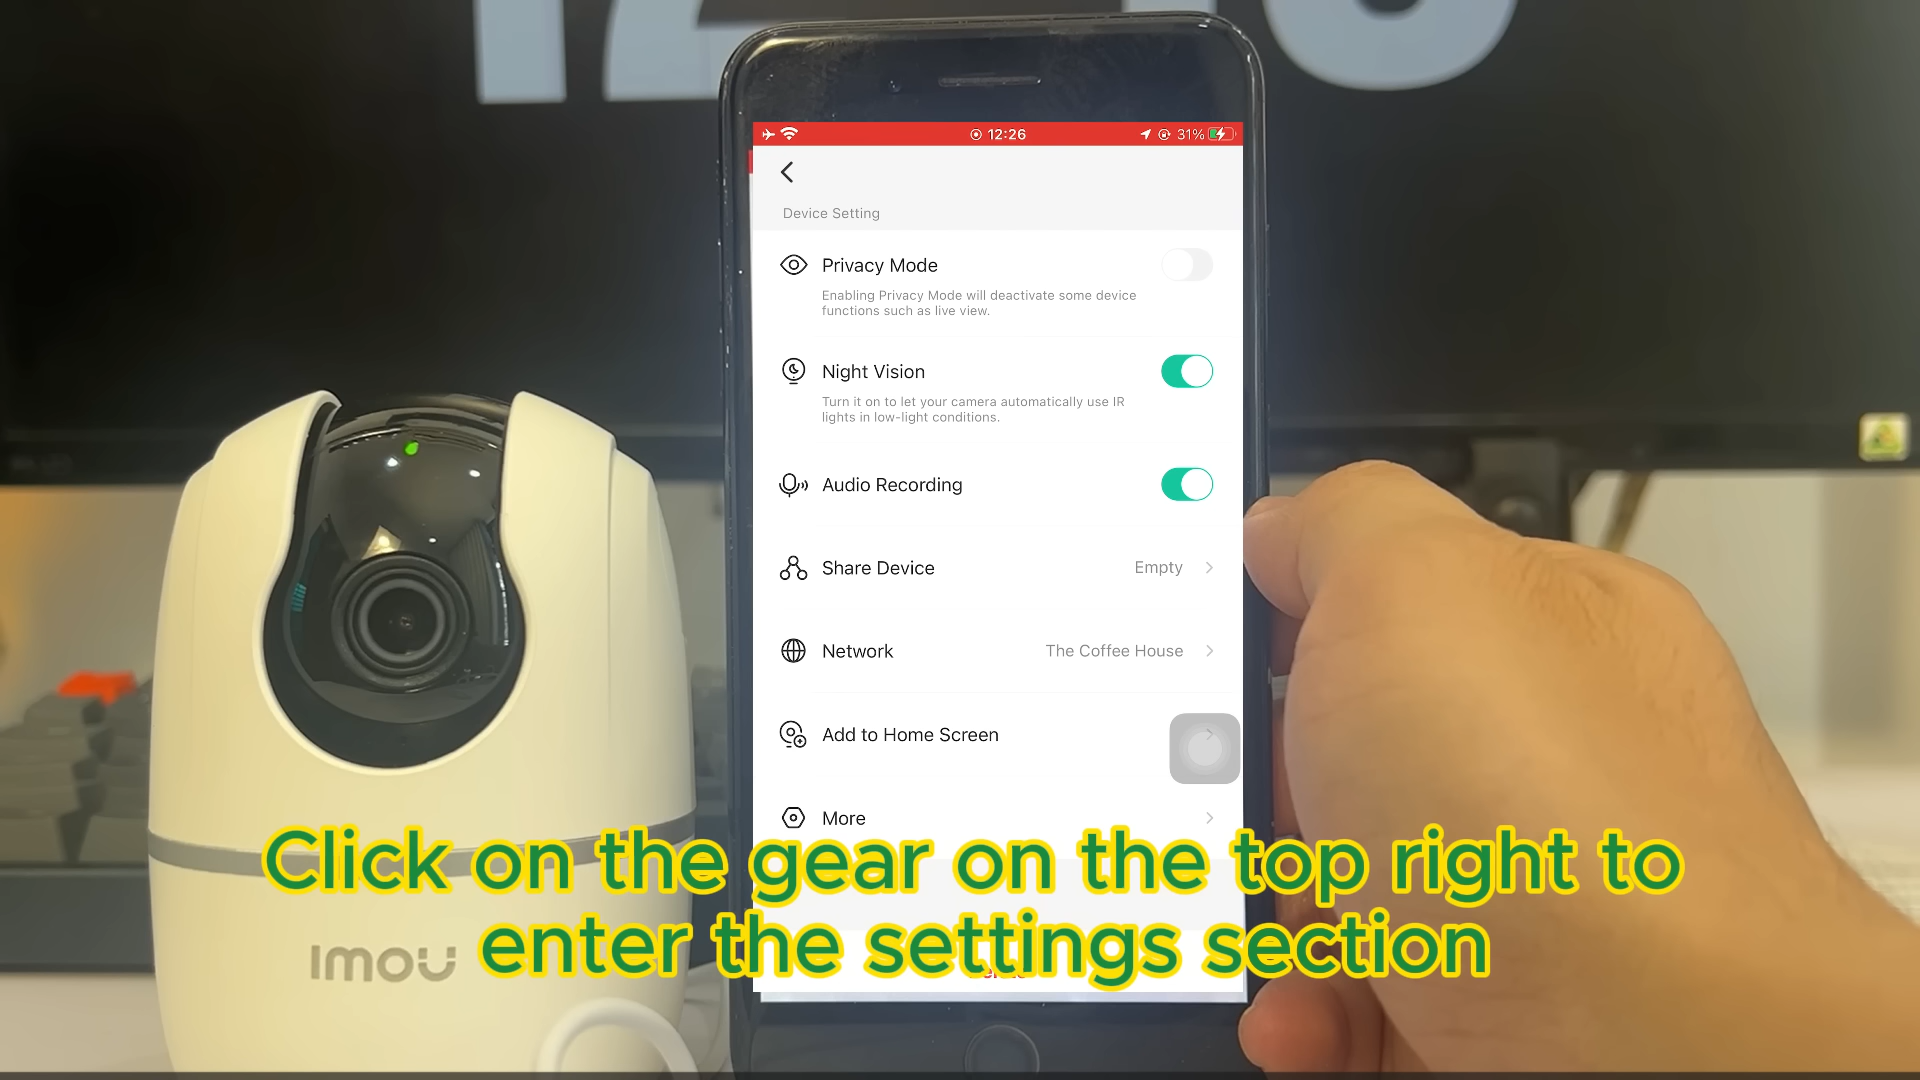 12:26
31%
Device Setting
Privacy Mode
Enabling Privacy Mode will deactivate some device
functions such as live view.
Night Vision
Turn it on to let your camera automatically use IR
lights in low-light conditions.
Audio Recording
Share Device Empty
Network The Coffee House
Add to Home Screen
More
Click on the gear on the top right to
enter the settings section
imou